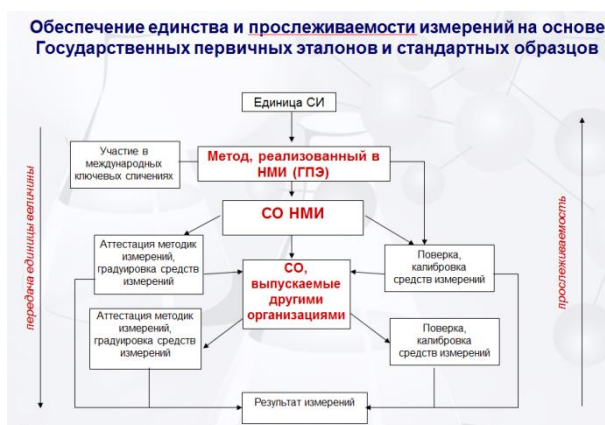 Обеспечение единства и прослеживаемости измерений на основе
Государственных первичных эталонов и стандартных образцов
Единица СИ
Участие в
международных
ключевых спичениях
Метод, реализованный в
НМИ (ГПЭ)
СО НМИ
Аттестация методик
измерений,
градуировка средств
измерений
СО,
выпускаемые
другими
организациями
Поверка,
калибровка
средств измерений
Аттестация методик
измерений,
градуировка средств
измерений
Поверка,
калибровка
средств измерений
Результат измерений
передача единицы величины
прослеживаемость